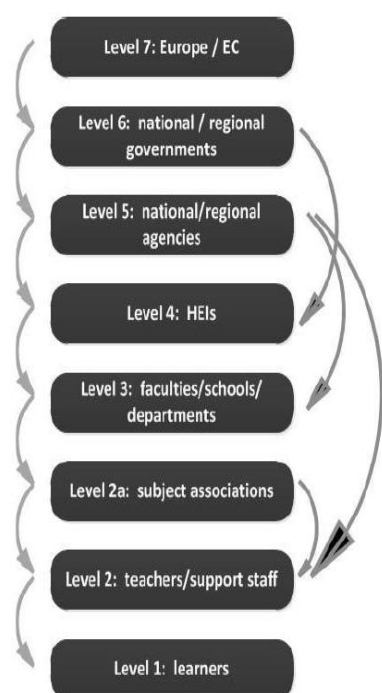 Level 7: Europe / EC
Level 6: national / regional
governments
Level 5: national/regional
agencies
Level 4: HEIs
Level 3: faculties/schools/
departments
Level 2a: subject associations
Level 2: teachers/support staff
Level 1: learners